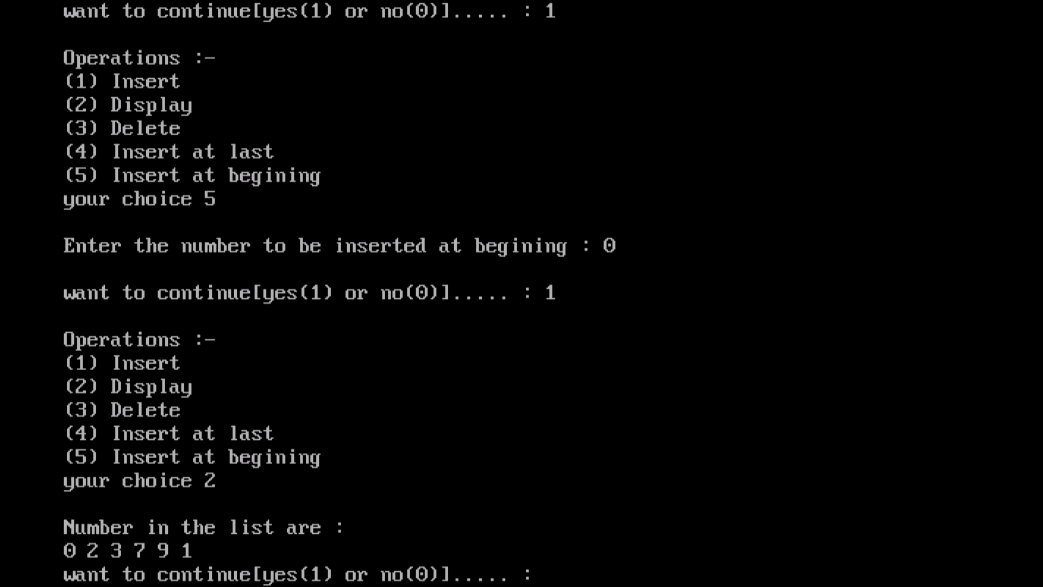 want to continue[yes(1) or no(0)]..... : 1
Operations :-
(1) Insert
(2) Display
(3) Delete
(4) Insert at last
(5) Insert at begining
your choice 5
Enter the number to be inserted at begining : 0
want to continue[yes(1) or no(0)]..... : 1
Operations :-
(1) Insert
(2) Display
(3) Delete
(4) Insert at last
(5) Insert at begining
your choice 2
Number in the list are :
0 2 3 7 9 1
want to continue[yes(1) or no(0)]..... :